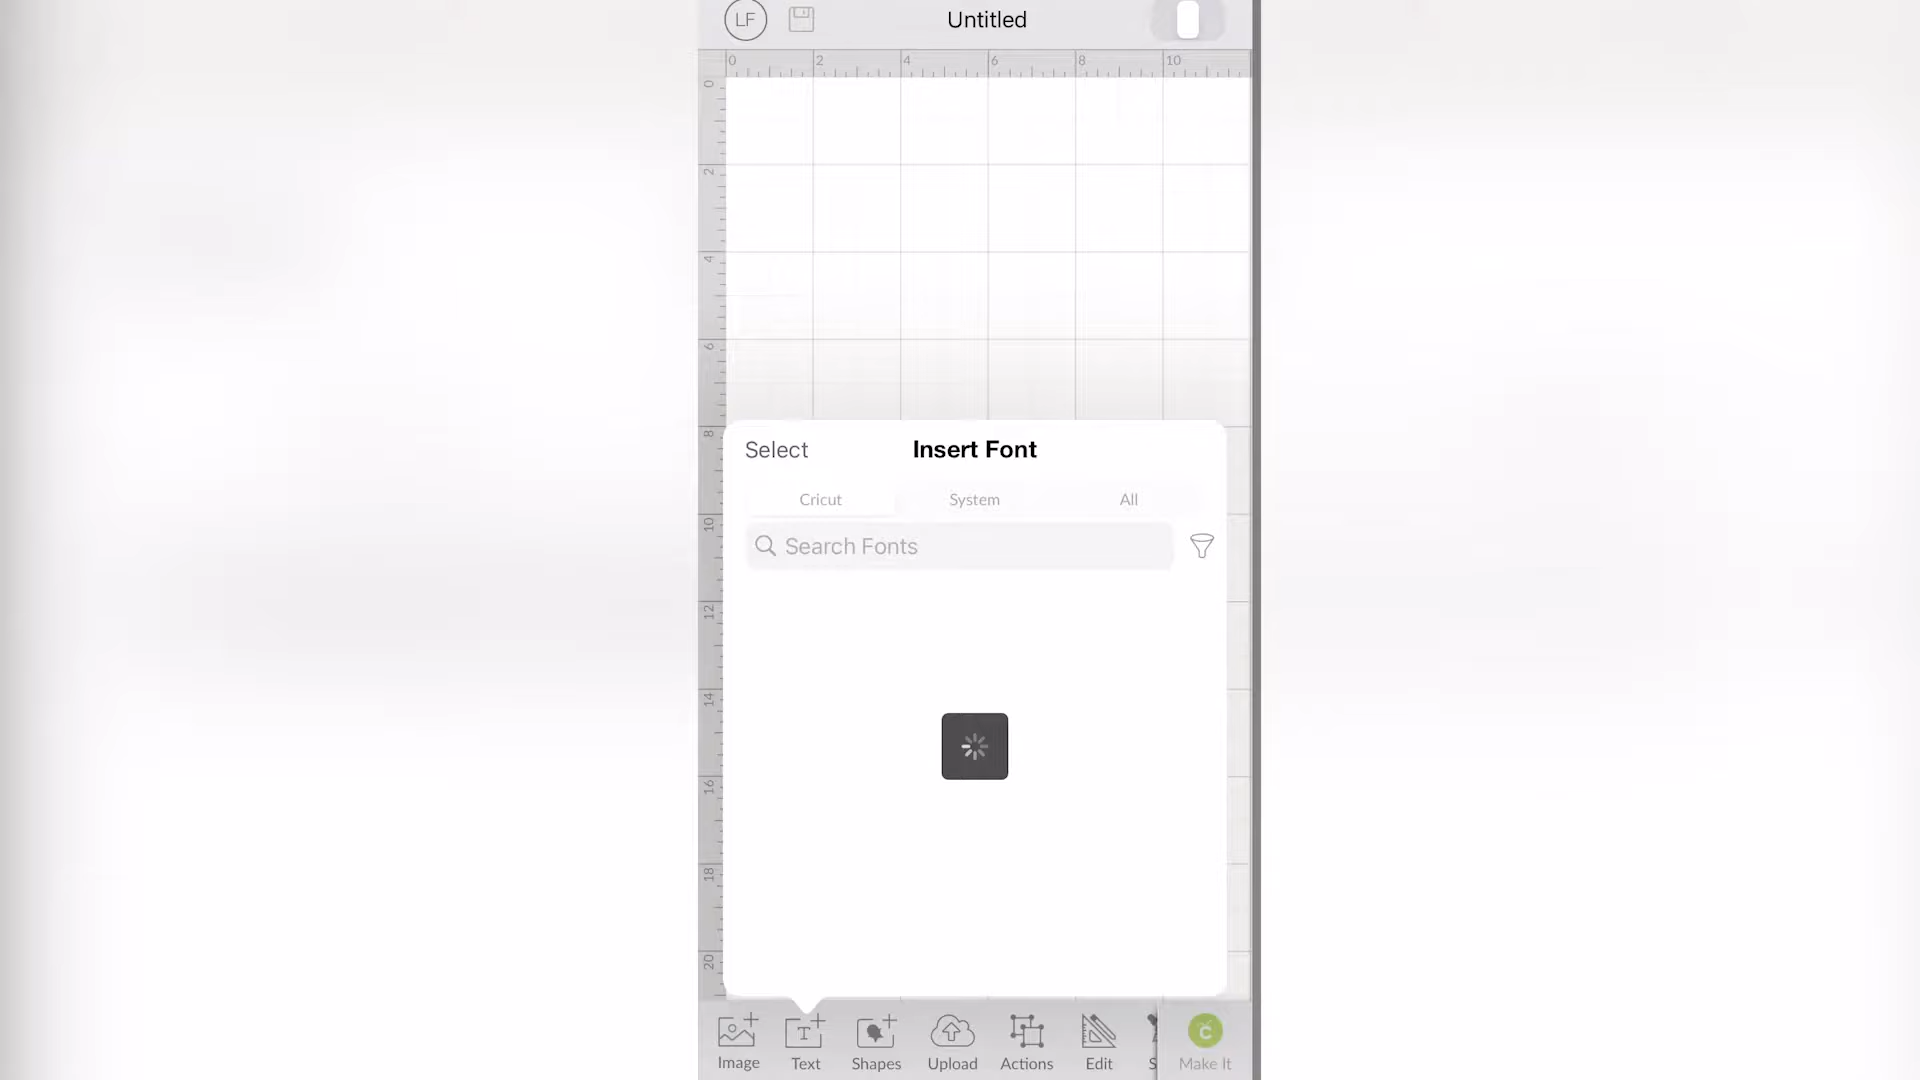 LF
Untitled
0 2 4 6 8 10
0
2
4
6
8
10
12
14
16
18
20
Select Insert Font
Cricut System All
Search Fonts
T
c
Image Text Shapes Upload Actions Edit S Make It